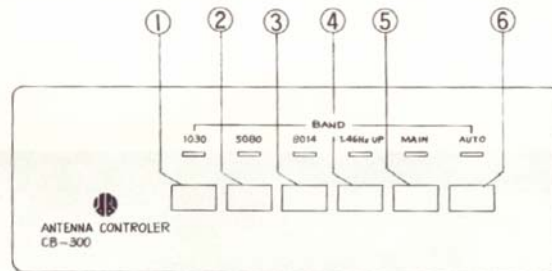 ① ② ③ ④ ⑤ ⑥
BAND
1030 5080 8014 1.4GHz UP MAIN AUTO
ANTENNA CONTROLER
CB-300